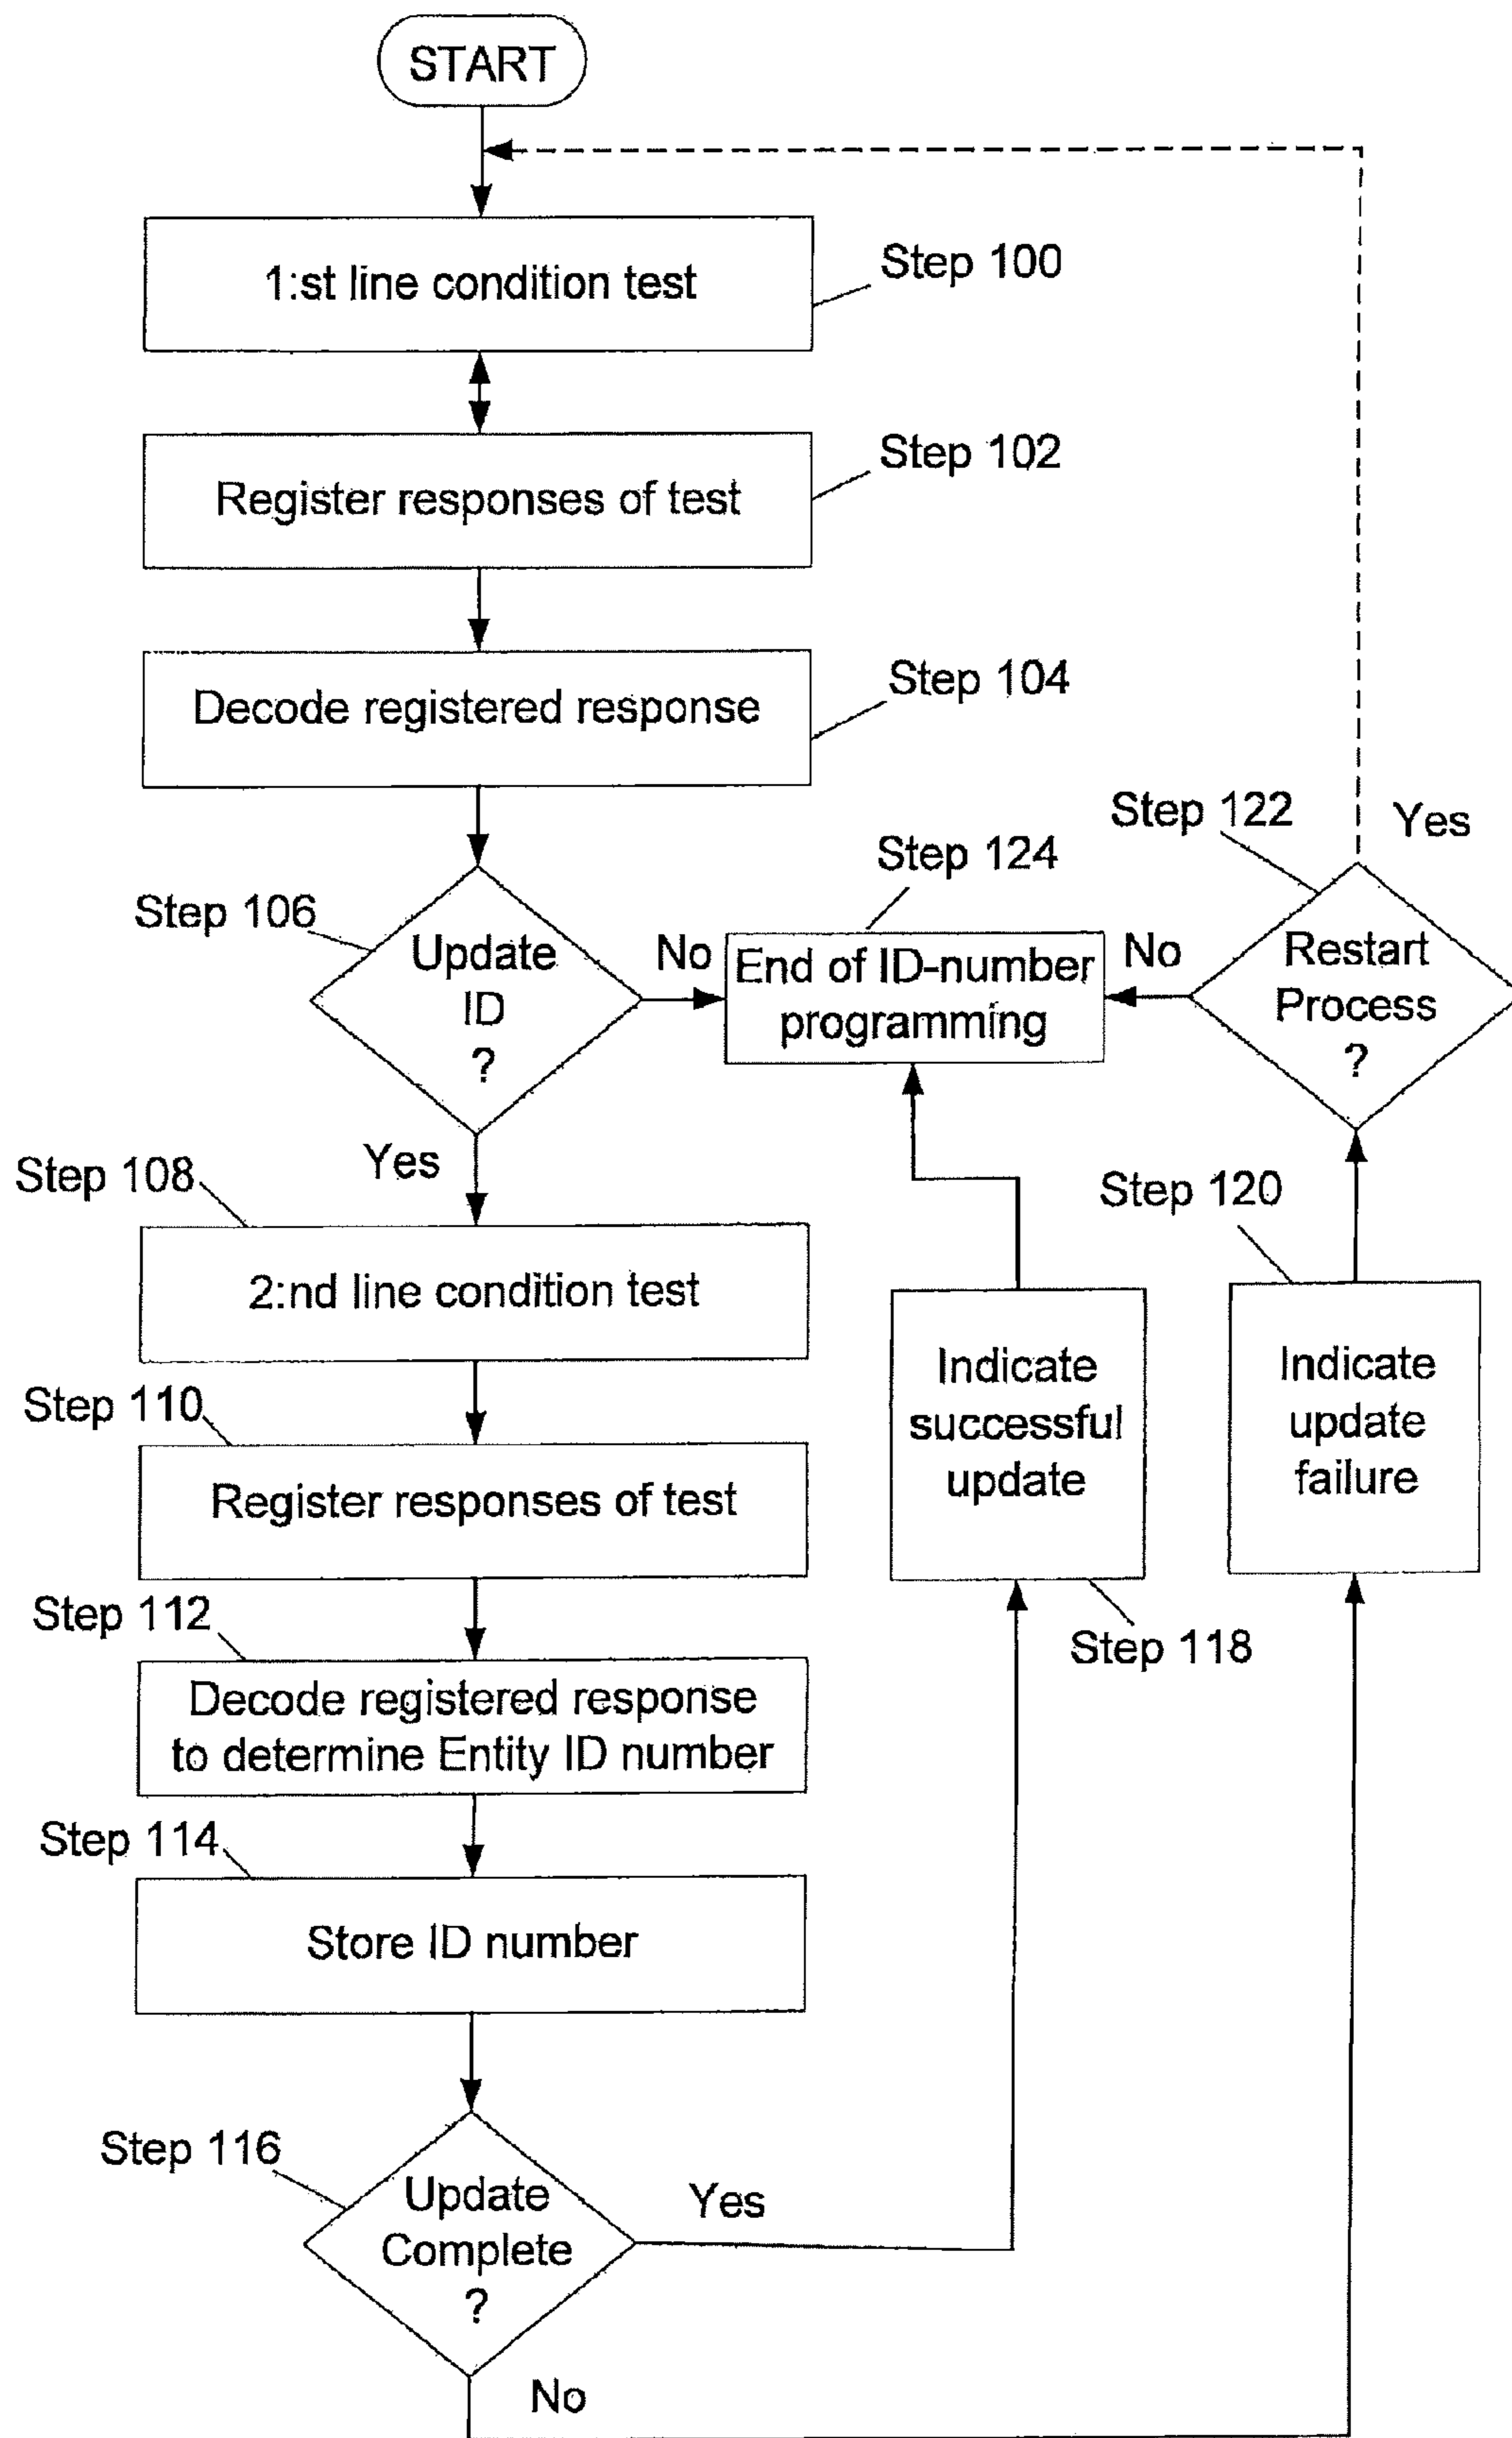 START
1:st line condition test
Step 100
Register responses of test
Step 102
Decode registered response
Step 104
Step 106
Update
ID
?
No
Yes
Step 124
End of ID-number
programming
No
Step 122
Yes
Restart
Process
?
Step 108
2:nd line condition test
Step 110
Register responses of test
Step 112
Decode registered response
to determine Entity ID number
Step 114
Store ID number
Step 116
Update
Complete
?
Yes
No
Indicate
successful
update
Step 118
Step 120
Indicate
update
failure